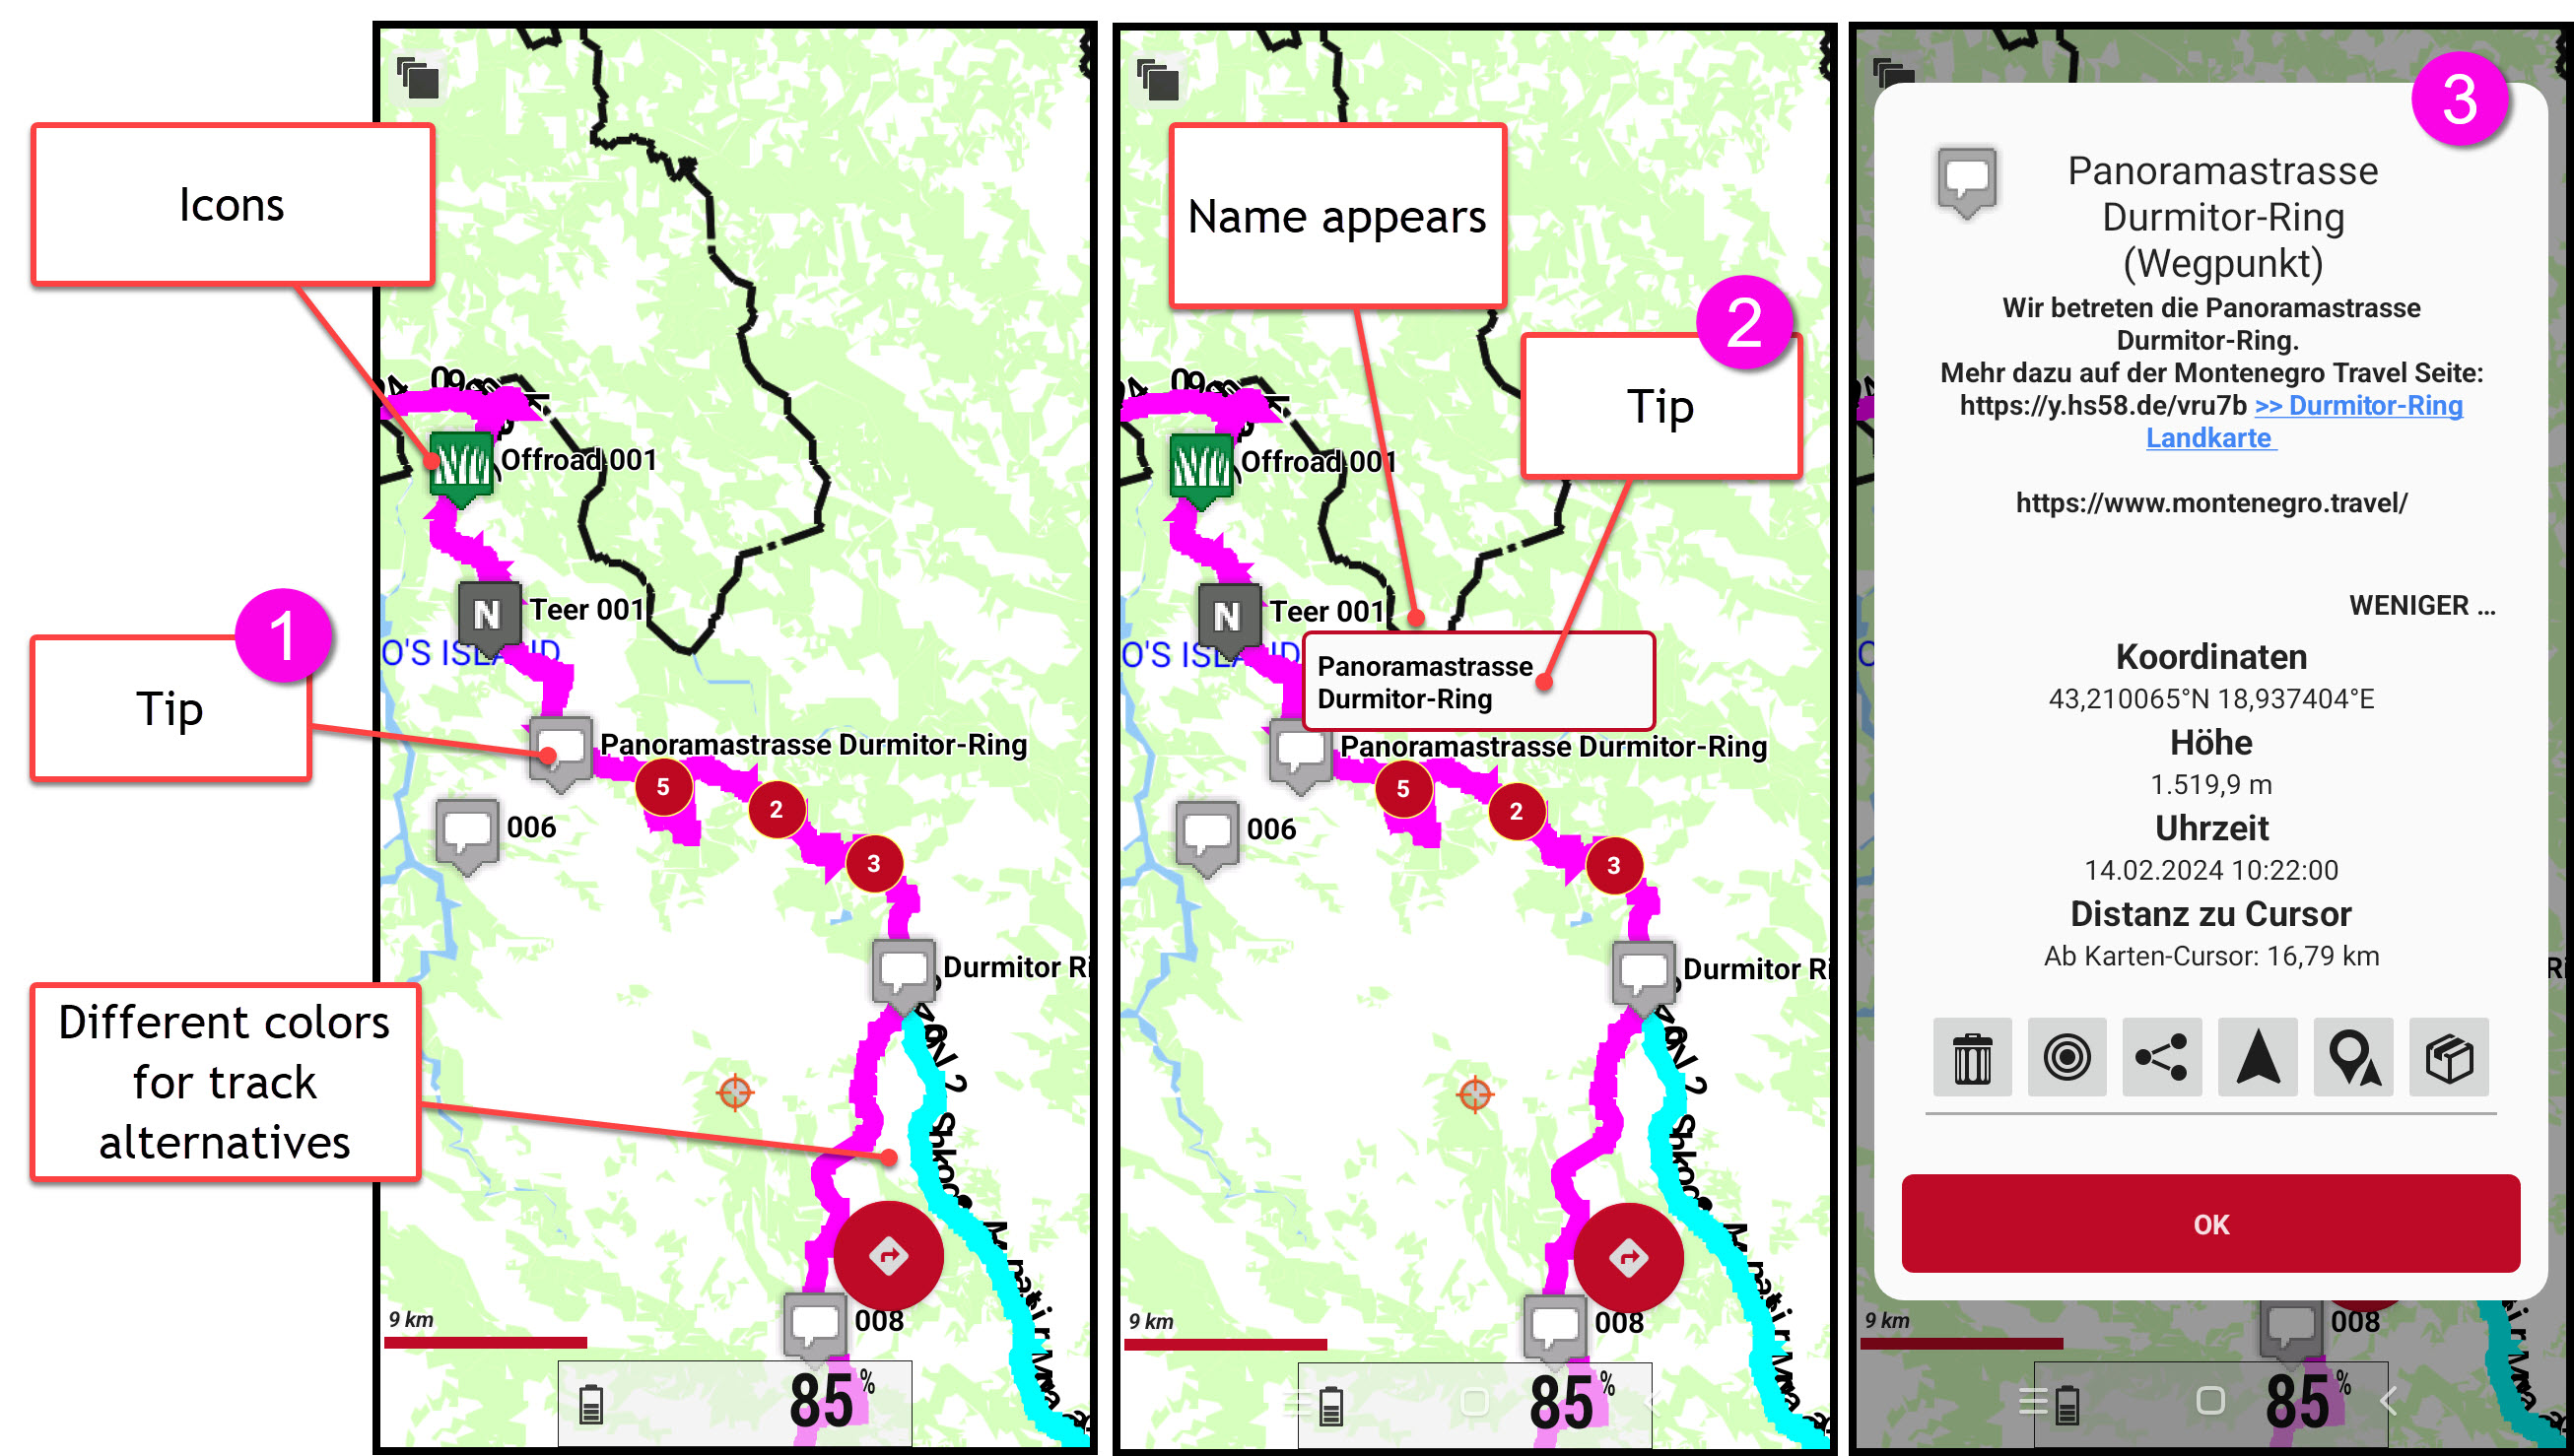 Icons
1
Tip
Different colors
for track
alternatives
Offroad 001
N
Teer 001
Panoramastrasse Durmitor-Ring
5
2
3
006
Durmitor Ri
008
9 km
85%
Name appears
2
Tip
Offroad 001
N
Teer 001
Panoramastrasse
Durmitor-Ring
Panoramastrasse Durmitor-Ring
5
2
3
006
Durmitor Ri
008
9 km
85%
3
Panoramastrasse
Durmitor-Ring
(Wegpunkt)
Wir betreten die Panoramastrasse
Durmitor-Ring.
Mehr dazu auf der Montenegro Travel Seite:
https://y.hs58.de/vru7b >> Durmitor-Ring
Landkarte
https://www.montenegro.travel/
WENIGER ...
Koordinaten
43,210065°N 18,937404°E
Höhe
1.519,9 m
Uhrzeit
14.02.2024 10:22:00
Distanz zu Cursor
Ab Karten-Cursor: 16,79 km
OK
9 km
008
85%